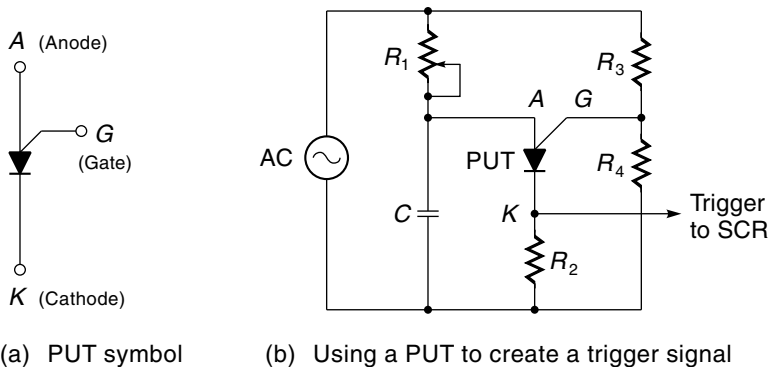 A (Anode)
G
(Gate)
K (Cathode)
(a) PUT symbol
R1
R3
A
G
AC
PUT
R4
C
K
Trigger
to SCR
R2
(b) Using a PUT to create a trigger signal